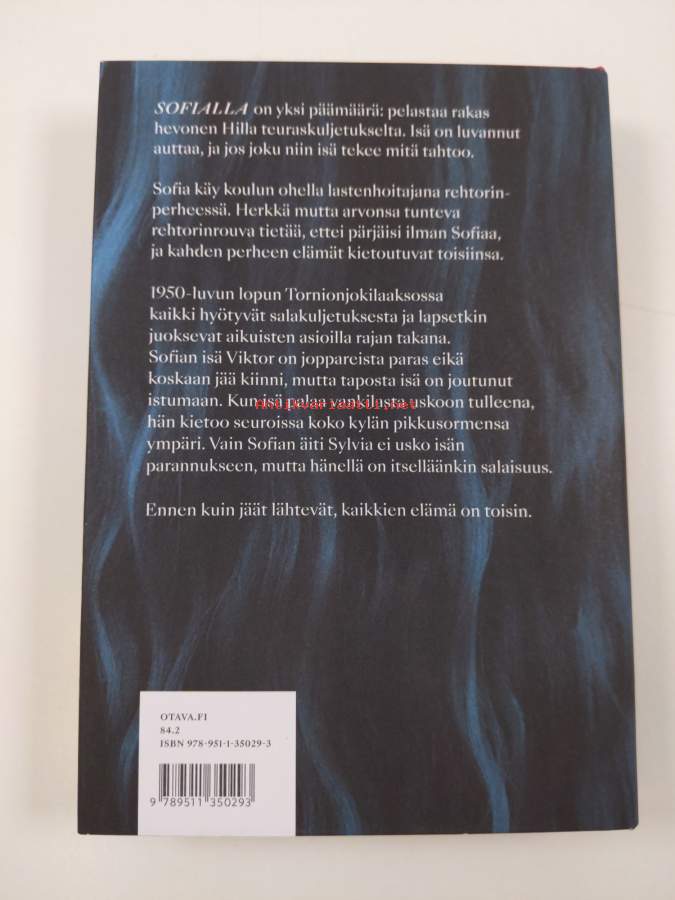 SOFIALLA on yksi päämäärä: pelastaa rakas
hevonen Hilla teuraskuljetukselta. Isä on luvannut
auttaa, ja jos joku niin isä tekee mitä tahtoo.
Sofia käy koulun ohella lastenhoitajana rehtorin-
perheessä. Herkkä mutta arvonsa tunteva
rehtorinrouva tietää, ettei pärjäisi ilman Sofiaa,
ja kahden perheen elämät kietoutuvat toisiinsa.
1950-luvun lopun Tornionjokilaaksossa
kaikki hyötyvät salakuljetuksesta ja lapsetkin
juoksevat aikuisten asioilla rajan takana.
Sofian isä Viktor on joppareista paras eikä
koskaan jää kiinni, mutta taposta isä on joutunut
istumaan. Kun isä palaa vankilasta uskoon tulleena,
Antikvariaatti.net
hän kietoo seuroissa koko kylän pikkusormensa
ympäri. Vain Sofian äiti Sylvia ei usko isän
parannukseen, mutta hänellä on itselläänkin salaisuus.
Ennen kuin jäät lähtevät, kaikkien elämä on toisin.
OTAVA.FI
84.2
ISBN 978-951-1-35029-3
9 789511 350293